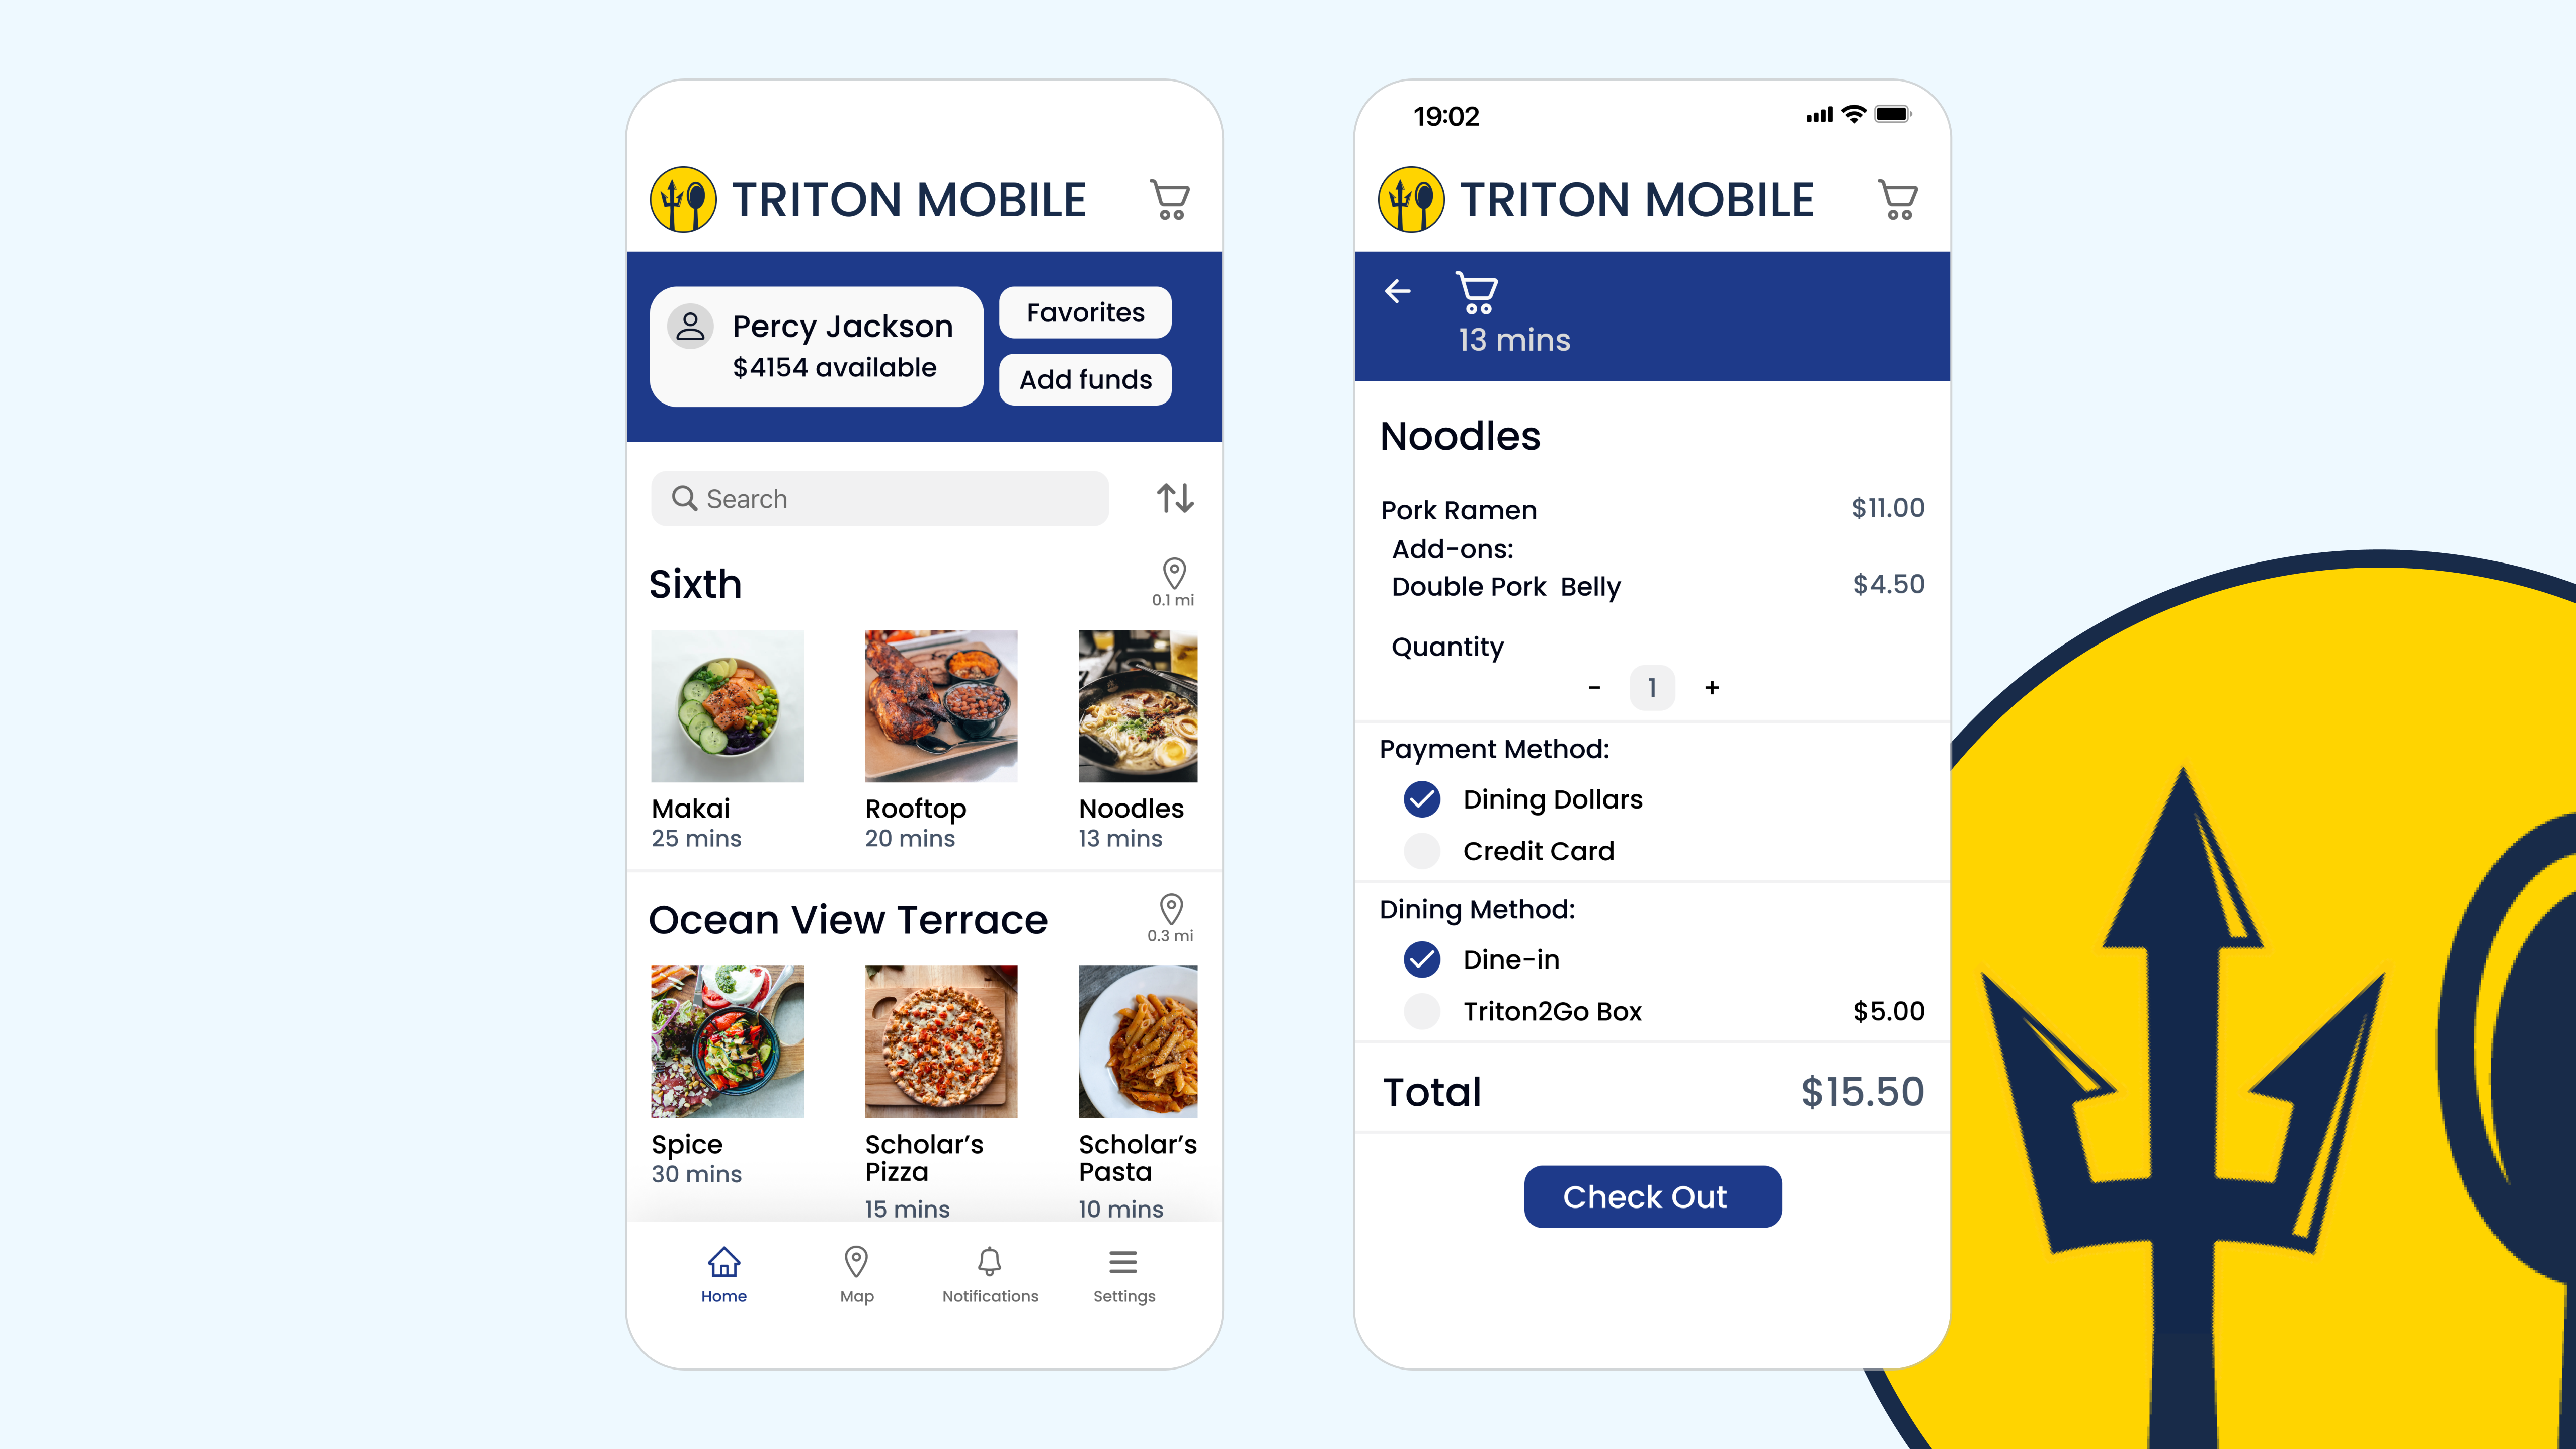 TRITON MOBILE
Percy Jackson
$4154 available
Favorites
Add funds
Search
Sixth
0.1 mi
Makai
25 mins
Rooftop
20 mins
Noodles
13 mins
Ocean View Terrace
0.3 mi
Spice
30 mins
Scholar’s
Pizza
15 mins
Scholar’s
Pasta
10 mins
Home
Map
Notifications
Settings
19:02
TRITON MOBILE
13 mins
Noodles
Pork Ramen $11.00
Add-ons:
Double Pork Belly $4.50
Quantity
- 1 +
Payment Method:
Dining Dollars
Credit Card
Dining Method:
Dine-in
Triton2Go Box $5.00
Total $15.50
Check Out